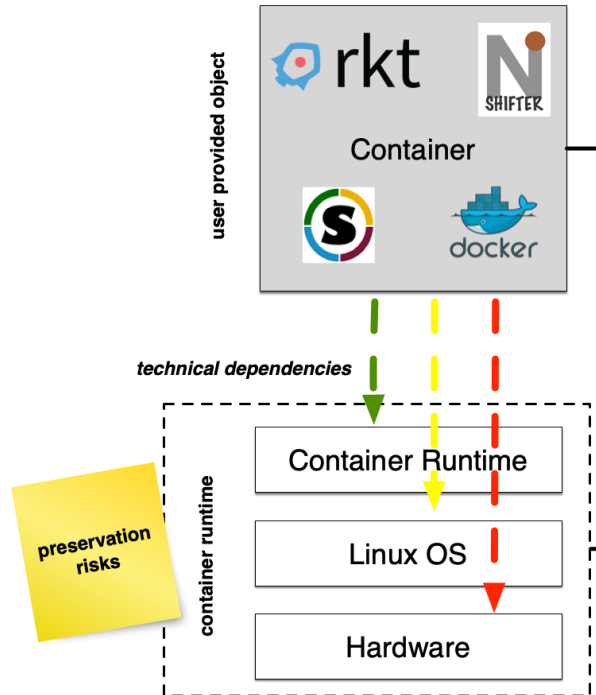 user provided object
rkt
N
SHIFTER
Container
S
docker
technical dependencies
preservation
risks
container runtime
Container Runtime
Linux OS
Hardware